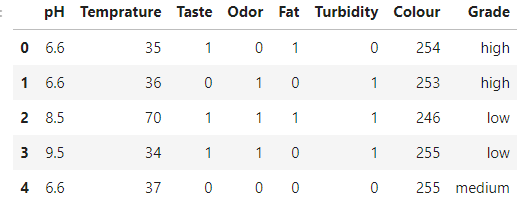 pH Temprature Taste Odor Fat Turbidity Colour Grade
0 6.6 35 1 0 1 0 254 high
1 6.6 36 0 1 0 1 253 high
2 8.5 70 1 1 1 1 246 low
3 9.5 34 1 1 0 1 255 low
4 6.6 37 0 0 0 0 255 medium